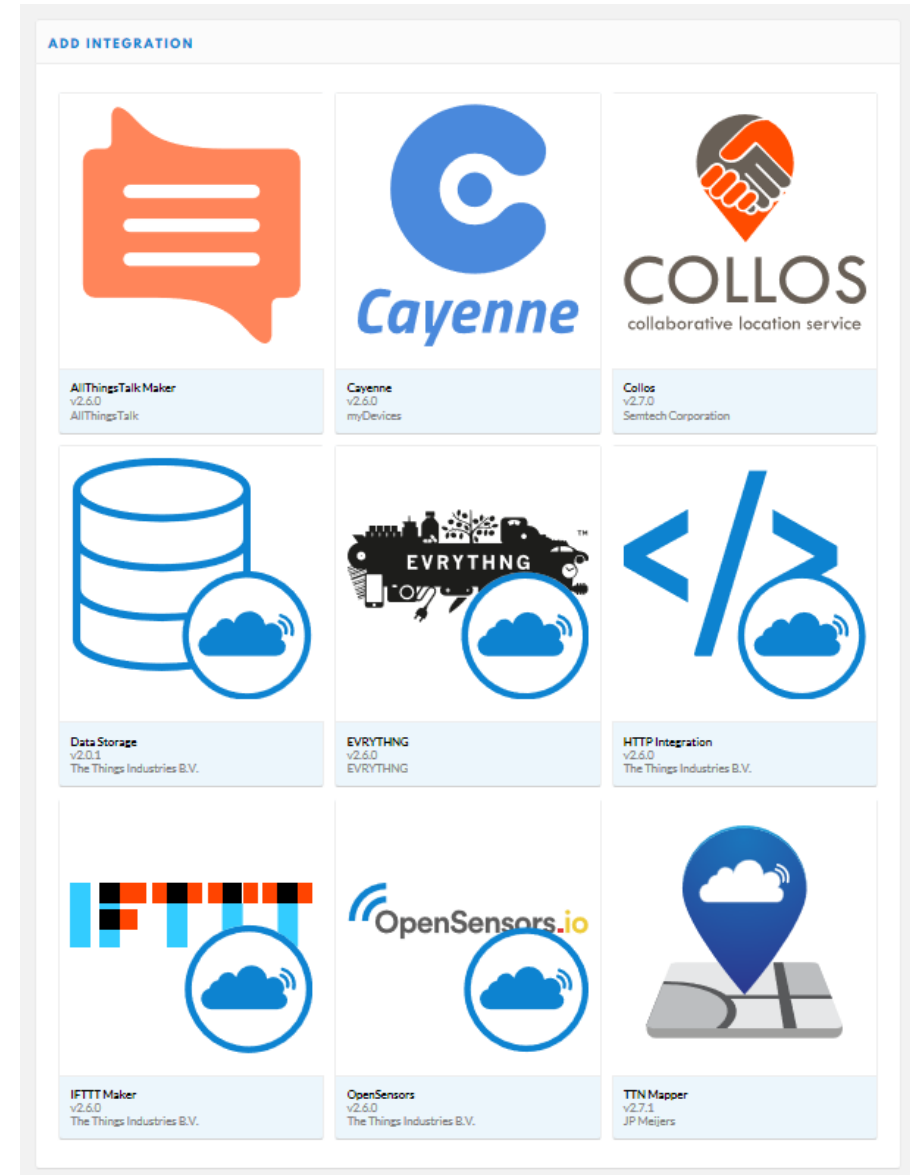 ADD INTEGRATION
Cayenne
COLLOS
collaborative location service
AllThingsTalk Maker
v2.6.0
AllThingsTalk
Cayenne
v2.6.0
myDevices
Collos
v2.7.0
Semtech Corporation
EVRYTHNG
TM
</>
Data Storage
v2.0.1
The Things Industries B.V.
EVRYTHNG
v2.6.0
EVRYTHNG
HTTP Integration
v2.6.0
The Things Industries B.V.
IFTTT
OpenSensors.io
IFTTT Maker
v2.6.0
The Things Industries B.V.
OpenSensors
v2.6.0
The Things Industries B.V.
TTN Mapper
v2.7.1
JP Meijers